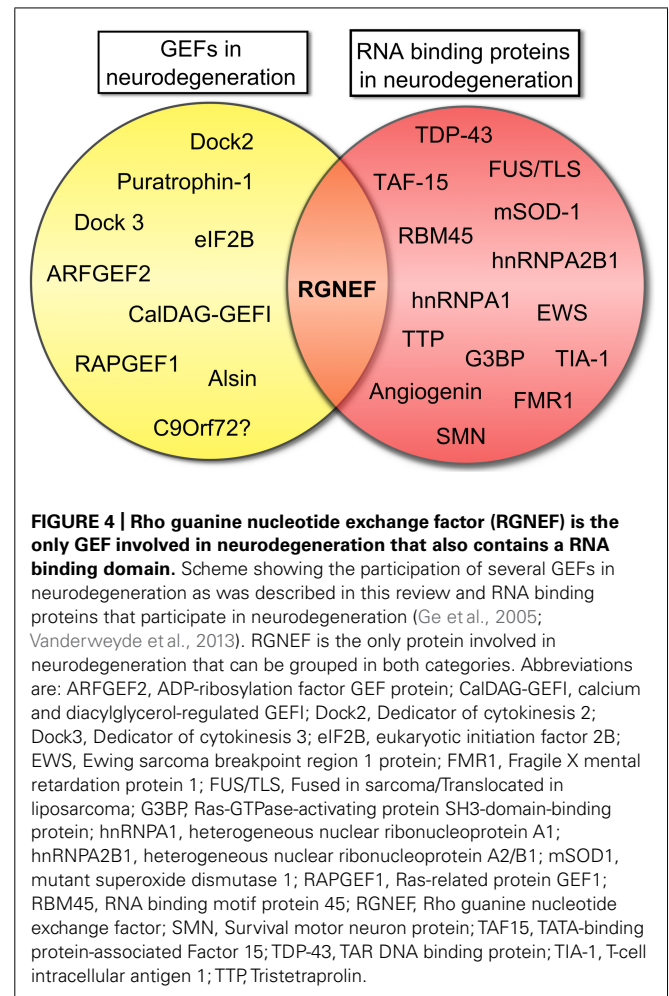 GEFs in
neurodegeneration
RNA binding proteins
in neurodegeneration
Dock2
Puratrophin-1
Dock 3
eIF2B
ARFGEF2
CalDAG-GEFI
RAPGEF1
Alsin
C9Orf72?
RGNEF
TDP-43
TAF-15
FUS/TLS
mSOD-1
RBM45
hnRNPA2B1
hnRNPA1
EWS
TTP
G3BP
TIA-1
Angiogenin
FMR1
SMN
FIGURE 4 | Rho guanine nucleotide exchange factor (RGNEF) is the
only GEF involved in neurodegeneration that also contains a RNA
binding domain. Scheme showing the participation of several GEFs in
neurodegeneration as was described in this review and RNA binding
proteins that participate in neurodegeneration (Ge et al., 2005;
Vanderweyde et al., 2013). RGNEF is the only protein involved in
neurodegeneration that can be grouped in both categories. Abbreviations
are: ARFGEF2, ADP-ribosylation factor GEF protein; CalDAG-GEFI, calcium
and diacylglycerol-regulated GEFI; Dock2, Dedicator of cytokinesis 2;
Dock3, Dedicator of cytokinesis 3; eIF2B, eukaryotic initiation factor 2B;
EWS, Ewing sarcoma breakpoint region 1 protein; FMR1, Fragile X mental
retardation protein 1; FUS/TLS, Fused in sarcoma/Translocated in
liposarcoma; G3BP, Ras-GTPase-activating protein SH3-domain-binding
protein; hnRNPA1, heterogeneous nuclear ribonucleoprotein A1;
hnRNPA2B1, heterogeneous nuclear ribonucleoprotein A2/B1; mSOD1,
mutant superoxide dismutase 1; RAPGEF1, Ras-related protein GEF1;
RBM45, RNA binding motif protein 45; RGNEF, Rho guanine nucleotide
exchange factor; SMN, Survival motor neuron protein; TAF15, TATA-binding
protein-associated Factor 15; TDP-43, TAR DNA binding protein; TIA-1, T-cell
intracellular antigen 1; TTP, Tristetraprolin.